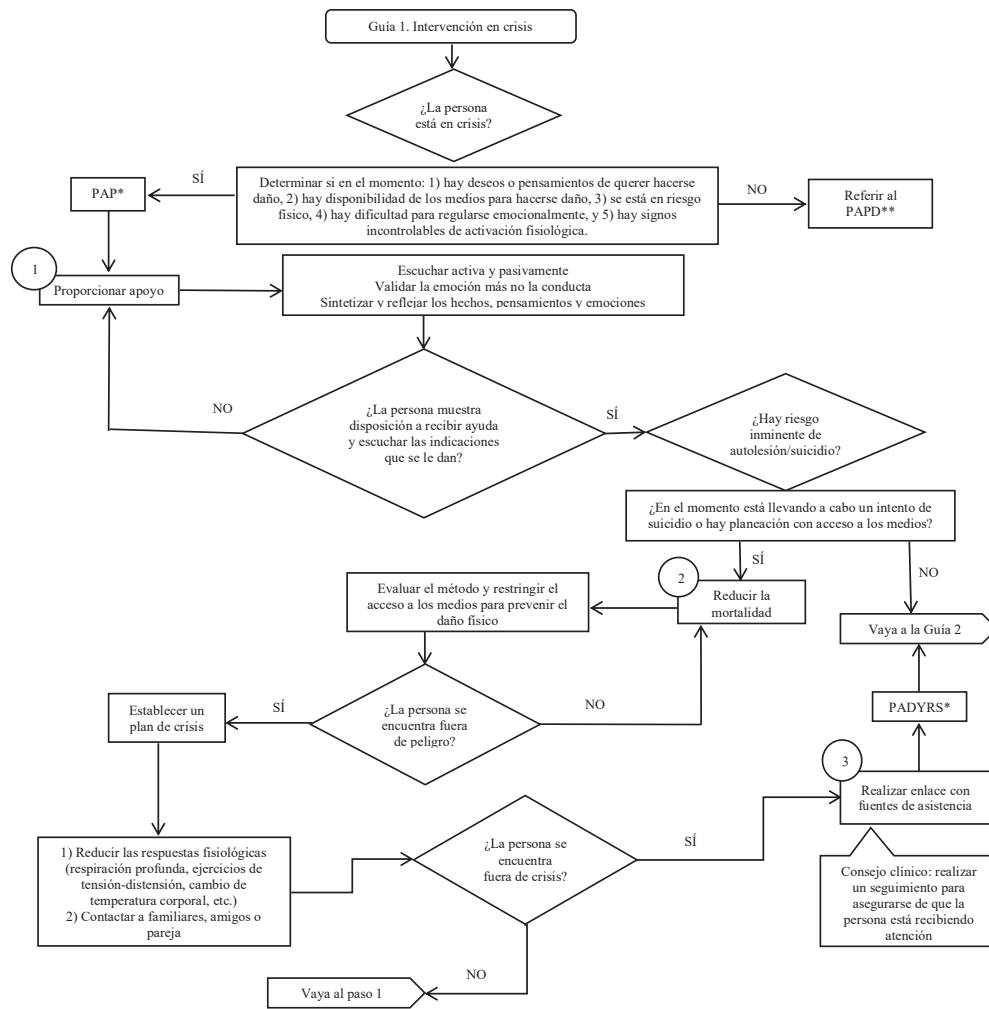 Guía 1. Intervención en crisis
¿La persona
está en crisis?
SÍ
PAP*
Determinar si en el momento: 1) hay deseos o pensamientos de querer hacerse
daño, 2) hay disponibilidad de los medios para hacerse daño, 3) se está en riesgo
físico, 4) hay dificultad para regularse emocionalmente, y 5) hay signos
incontrolables de activación fisiológica.
NO
Referir al
PAPD**
1
Proporcionar apoyo
Escuchar activa y pasivamente
Validar la emoción más no la conducta
Sintetizar y reflejar los hechos, pensamientos y emociones
NO
¿La persona muestra
disposición a recibir ayuda
y escuchar las indicaciones
que se le dan?
SÍ
¿Hay riesgo
inminente de
autolesión/suicidio?
¿En el momento está llevando a cabo un intento de
suicidio o hay planeación con acceso a los medios?
SÍ
NO
2
Reducir la
mortalidad
Evaluar el método y restringir el
acceso a los medios para prevenir el
daño físico
Vaya a la Guía 2
Establecer un
plan de crisis
SÍ
¿La persona se
encuentra fuera
de peligro?
NO
PADYRS*
3
Realizar enlace con
fuentes de asistencia
1) Reducir las respuestas fisiológicas
(respiración profunda, ejercicios de
tensión-distensión, cambio de
temperatura corporal, etc.)
2) Contactar a familiares, amigos o
pareja
¿La persona se
encuentra
fuera de crisis?
SÍ
Consejo clínico: realizar
un seguimiento para
asegurarse de que la
persona está recibiendo
atención
NO
Vaya al paso 1